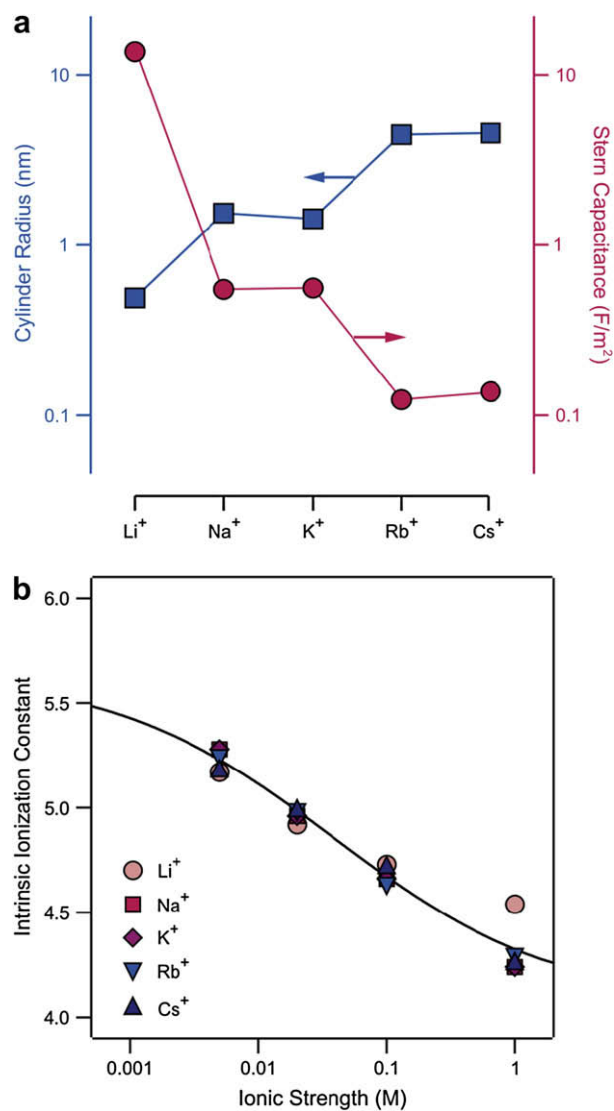 a
10
1
0.1
Cylinder Radius (nm)
10
1
0.1
Stern Capacitance (F/m²)
Li⁺ Na⁺ K⁺ Rb⁺ Cs⁺
b
6.0
5.5
5.0
4.5
4.0
Intrinsic Ionization Constant
Li⁺
Na⁺
K⁺
Rb⁺
Cs⁺
0.001 0.01 0.1 1
Ionic Strength (M)